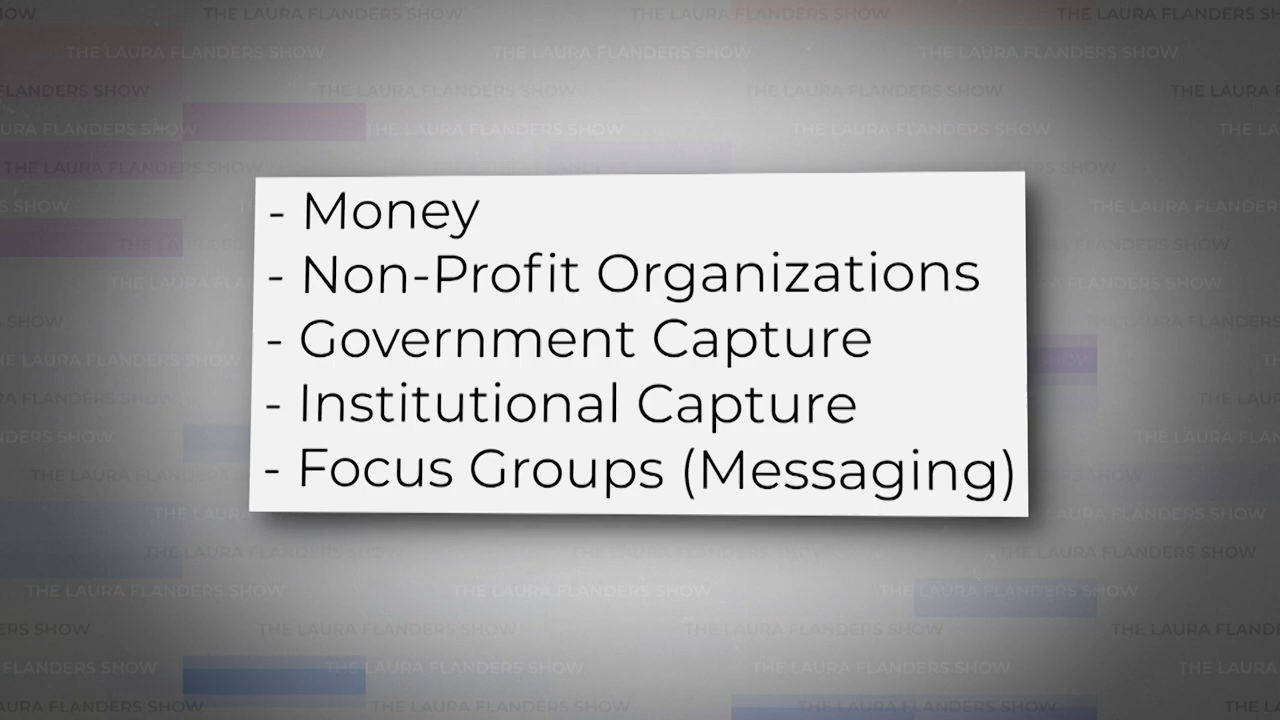 THE LAURA FLANDERS SHOW
- Money
- Non-Profit Organizations
- Government Capture
- Institutional Capture
- Focus Groups (Messaging)